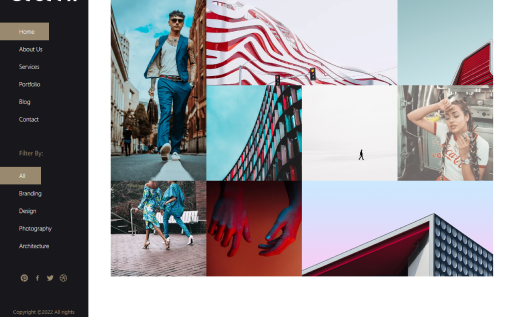 Home
About Us
Services
Portfolio
Blog
Contact
Filter By:
All
Branding
Design
Photography
Architecture
Copyright ©2022 All rights